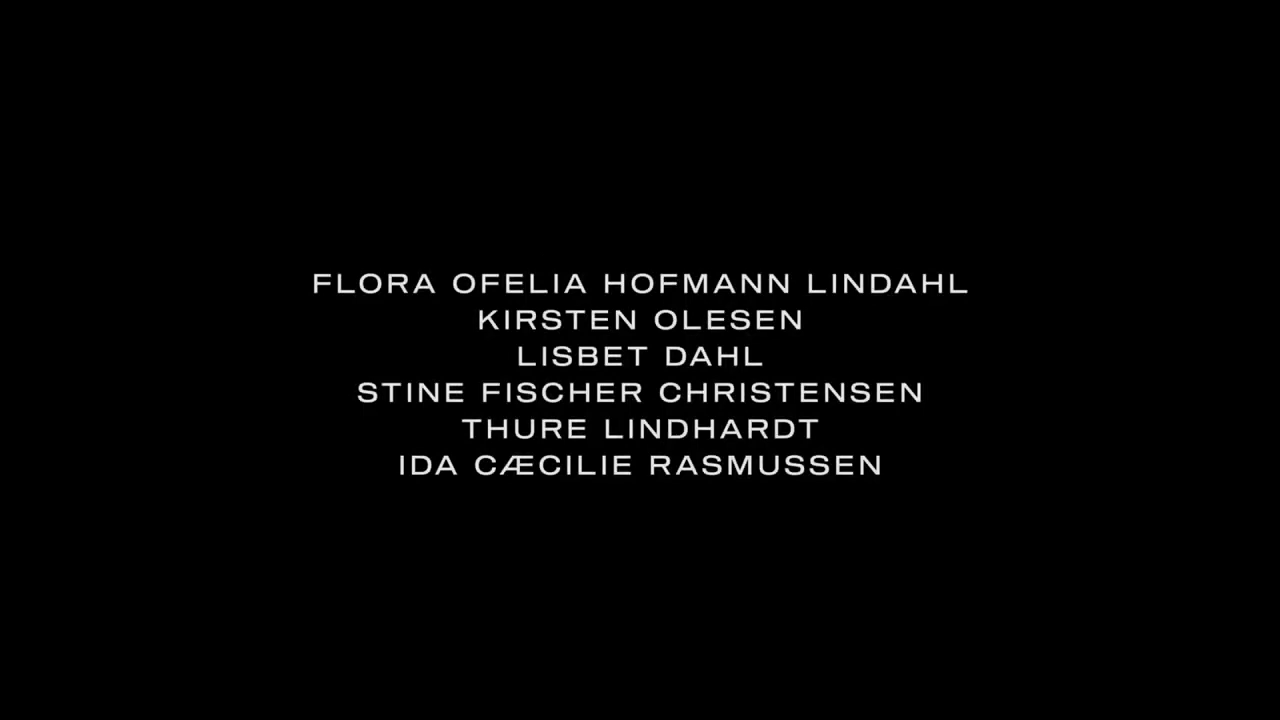 FLORA OFELIA HOFMANN LINDAHL
KIRSTEN OLESEN
LISBET DAHL
STINE FISCHER CHRISTENSEN
THURE LINDHARDT
IDA CÆCILIE RASMUSSEN